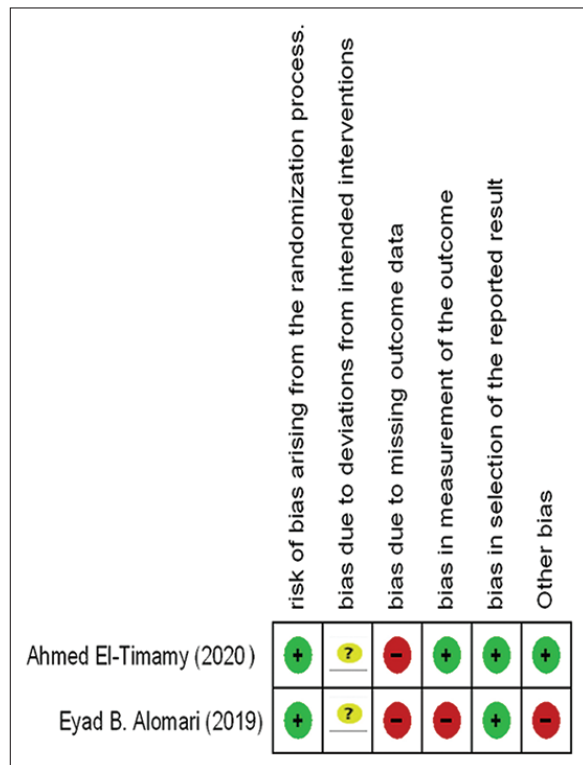 risk of bias arising from the randomization process.
bias due to deviations from intended interventions
bias due to missing outcome data
bias in measurement of the outcome
bias in selection of the reported result
Other bias
Ahmed El-Timamy (2020)
+ ? - + + +
Eyad B. Alomari (2019)
+ ? - - + -